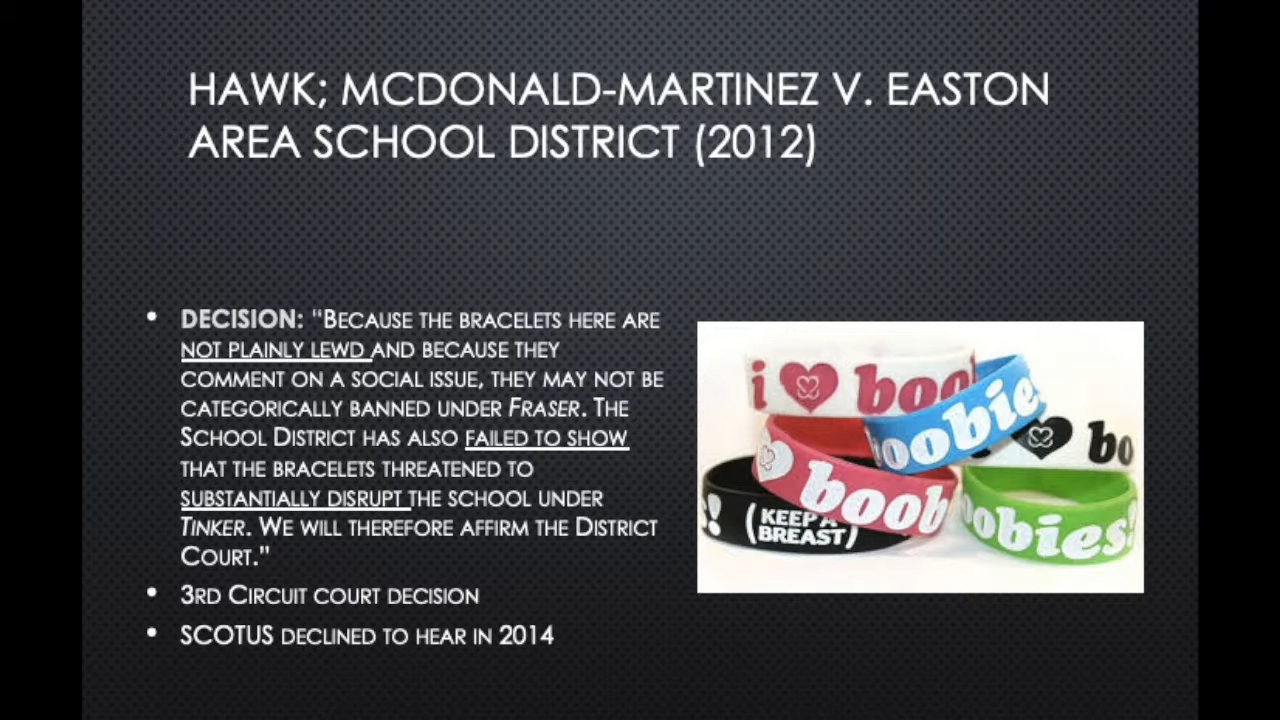 HAWK; MCDONALD-MARTINEZ V. EASTON
AREA SCHOOL DISTRICT (2012)
• DECISION: “BECAUSE THE BRACELETS HERE ARE
NOT PLAINLY LEWD AND BECAUSE THEY
COMMENT ON A SOCIAL ISSUE, THEY MAY NOT BE
CATEGORICALLY BANNED UNDER FRASER. THE
SCHOOL DISTRICT HAS ALSO FAILED TO SHOW
THAT THE BRACELETS THREATENED TO
SUBSTANTIALLY DISRUPT THE SCHOOL UNDER
TINKER. WE WILL THEREFORE AFFIRM THE DISTRICT
COURT."
• 3RD CIRCUIT COURT DECISION
• SCOTUS DECLINED TO HEAR IN 2014
i boo
boobie
bo
boob
! (KEEP A
BREAST)
oobies!